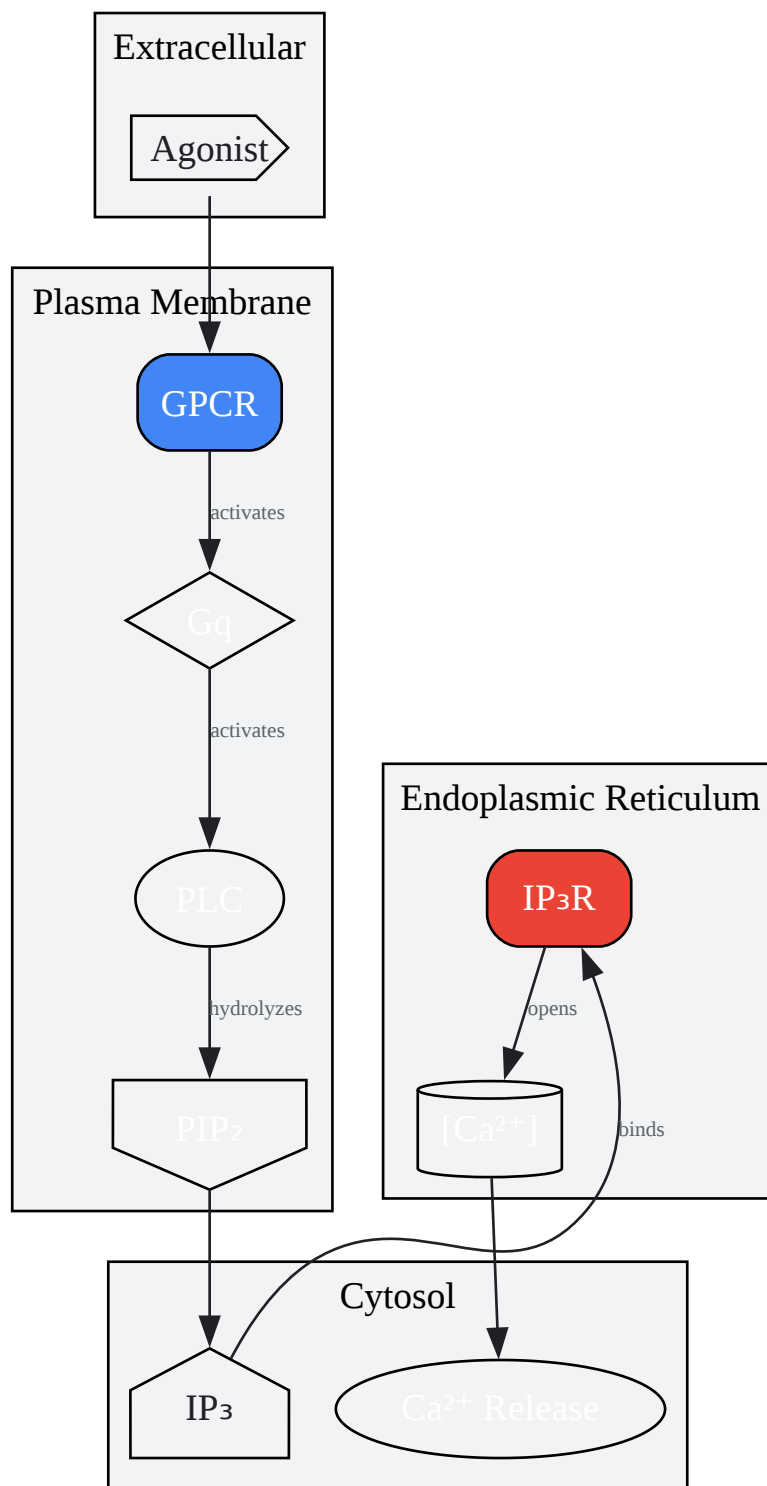 Extracellular
Agonist
Plasma Membrane
GPCR
activates
Gq
activates
PLC
hydrolyzes
PIP₂
Endoplasmic Reticulum
IP₃R
opens
[Ca²⁺]
binds
Cytosol
IP₃
Ca²⁺ Release